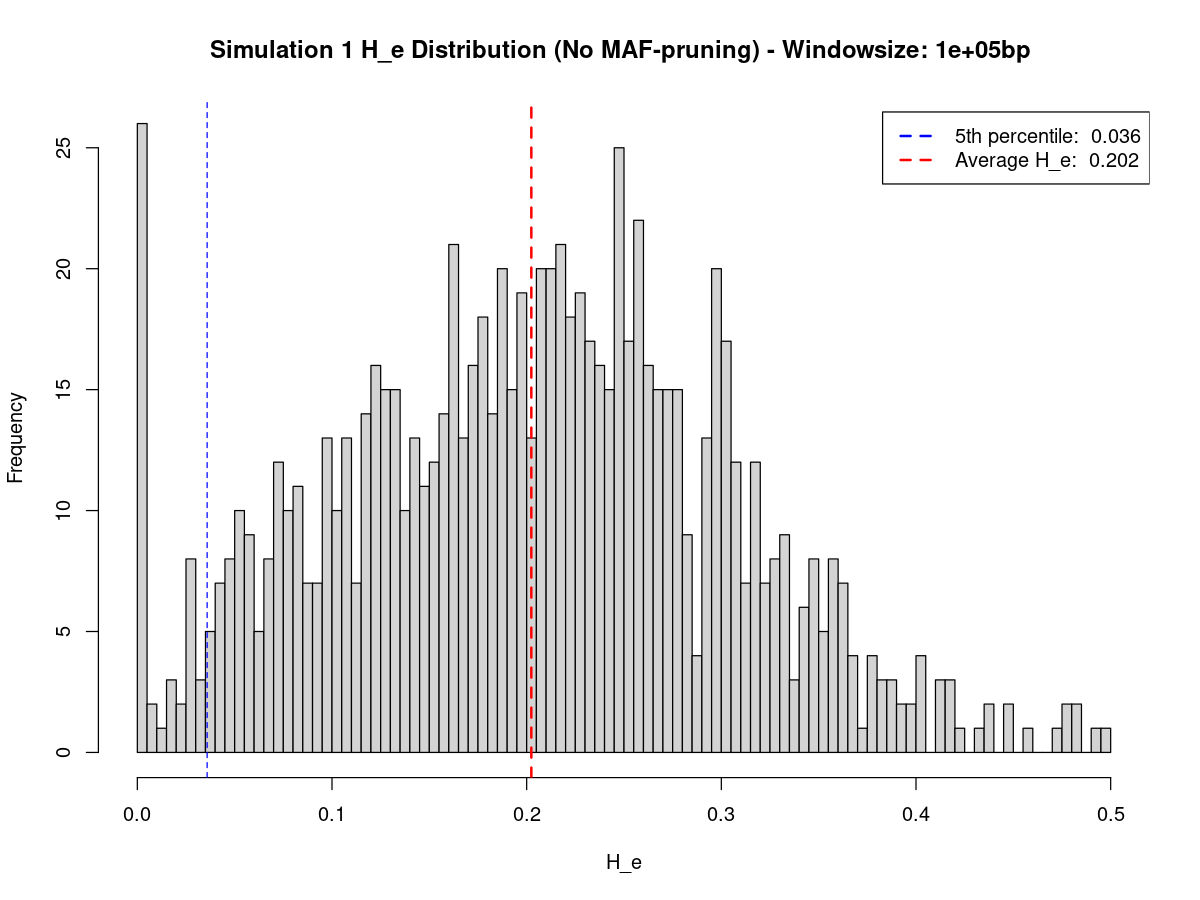 Simulation 1 H_e Distribution (No MAF-pruning) - Windowsize: 1e+05bp
5th percentile: 0.036
Average H_e: 0.202
Frequency
25
20
15
10
5
0
0.0 0.1 0.2 0.3 0.4 0.5
H_e